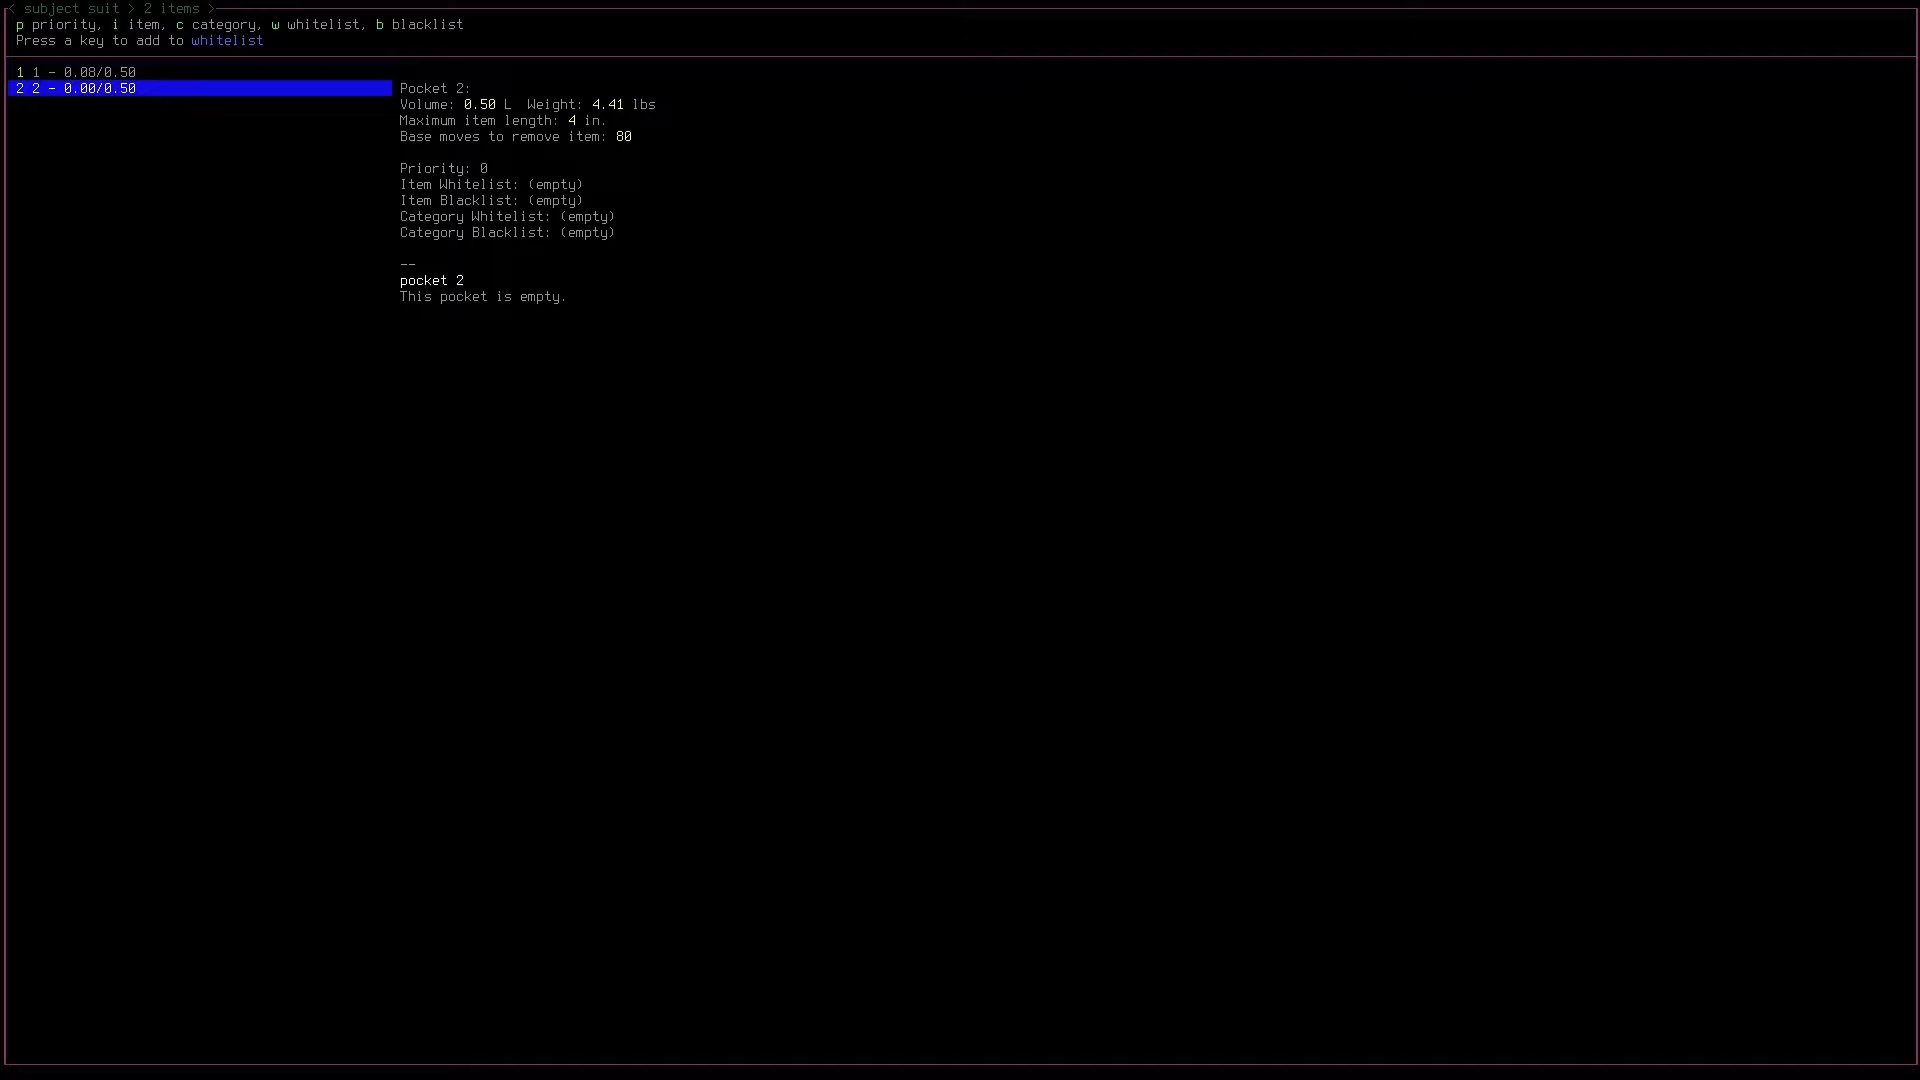 < subject suit > 2 items >
p priority, i item, c category, w whitelist, b blacklist
Press a key to add to whitelist
1 1 - 0.08/0.50
2 2 - 0.00/0.50
Pocket 2:
Volume: 0.50 L  Weight: 4.41 lbs
Maximum item length: 4 in.
Base moves to remove item: 80
Priority: 0
Item Whitelist: (empty)
Item Blacklist: (empty)
Category Whitelist: (empty)
Category Blacklist: (empty)
--
pocket 2
This pocket is empty.